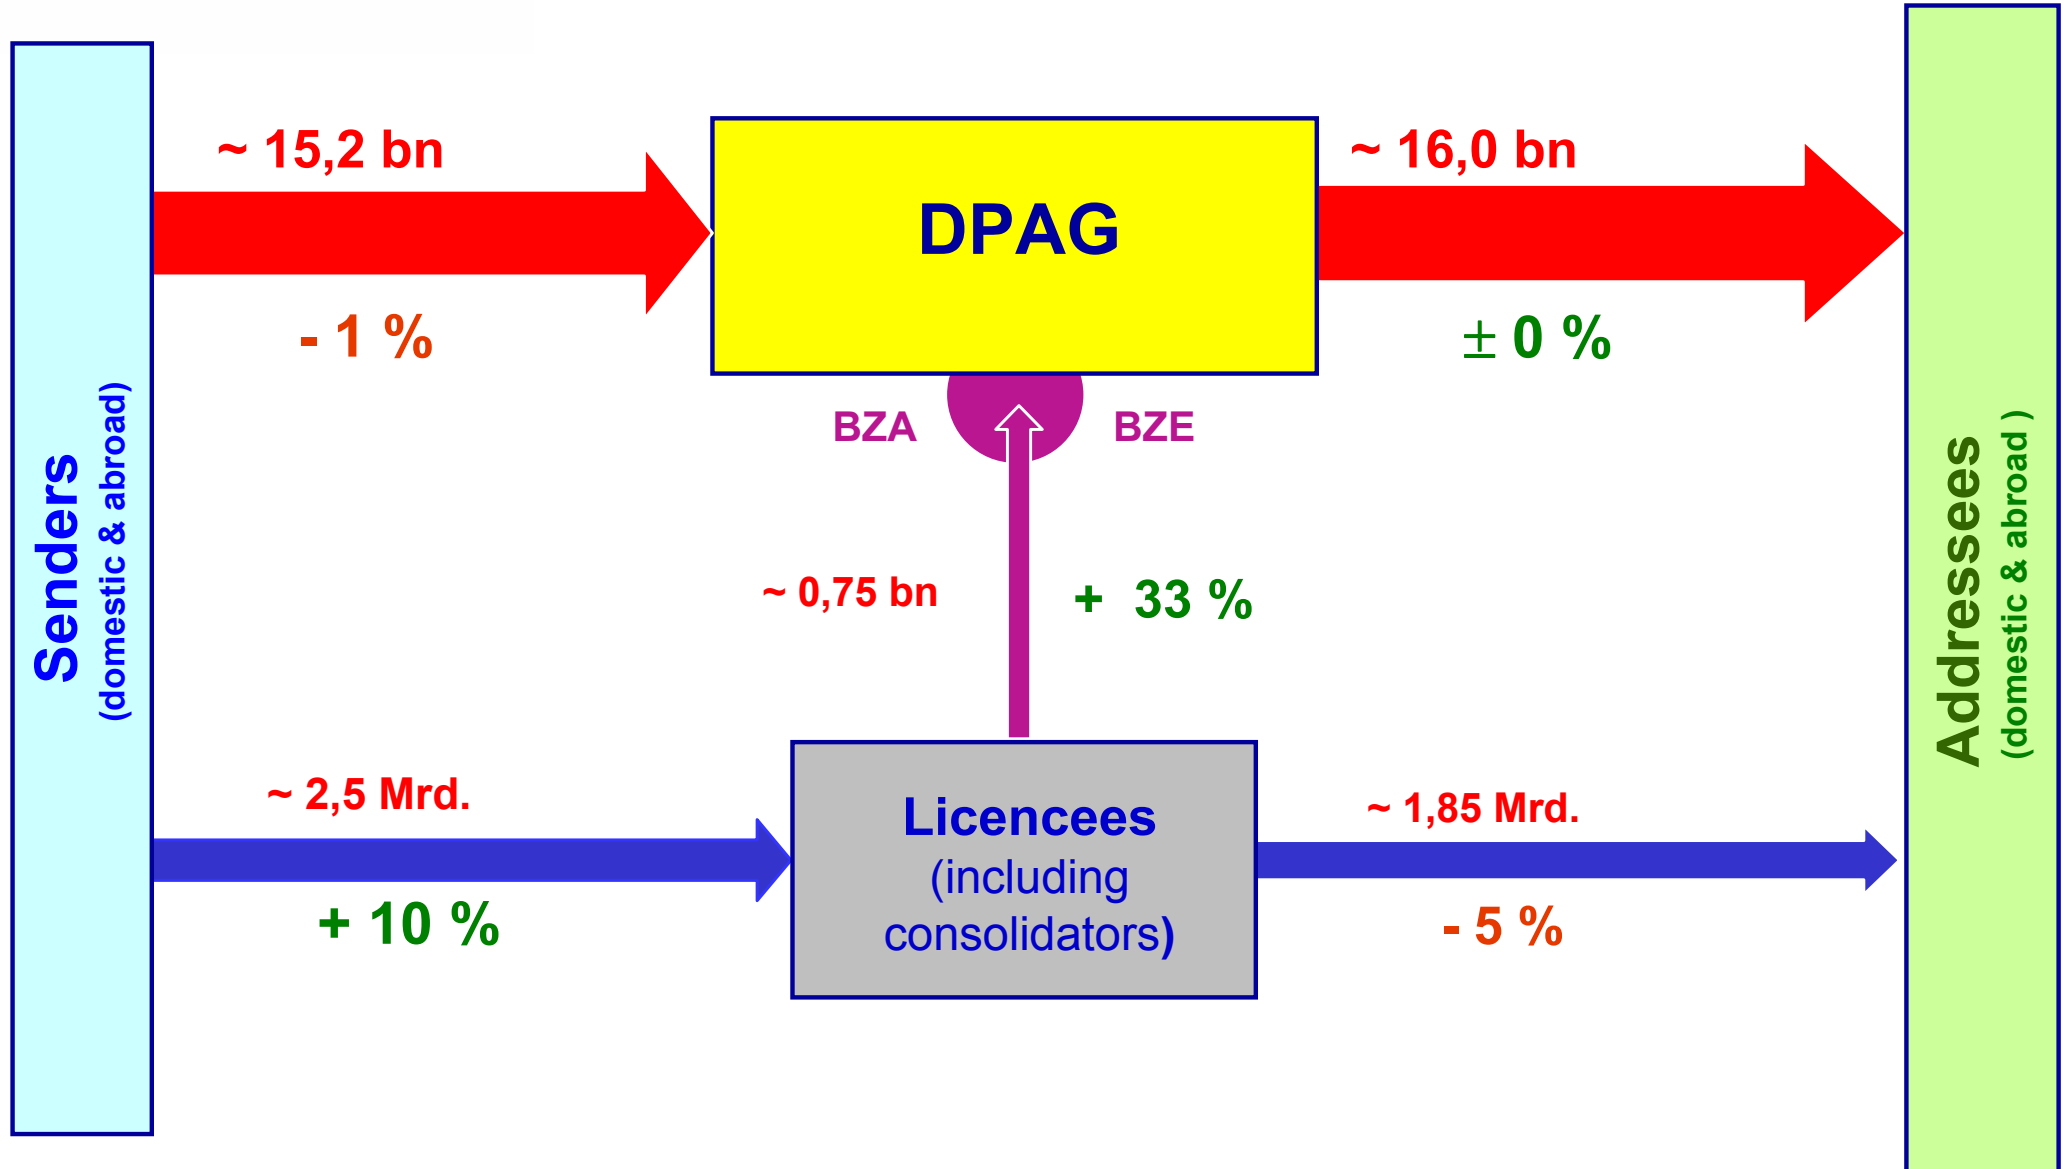 Senders
(domestic & abroad)
~ 15,2 bn
- 1 %
DPAG
~ 16,0 bn
± 0 %
BZA
BZE
~ 0,75 bn
+ 33 %
~ 2,5 Mrd.
+ 10 %
Licencees
(including
consolidators)
~ 1,85 Mrd.
- 5 %
Addressees
(domestic & abroad )